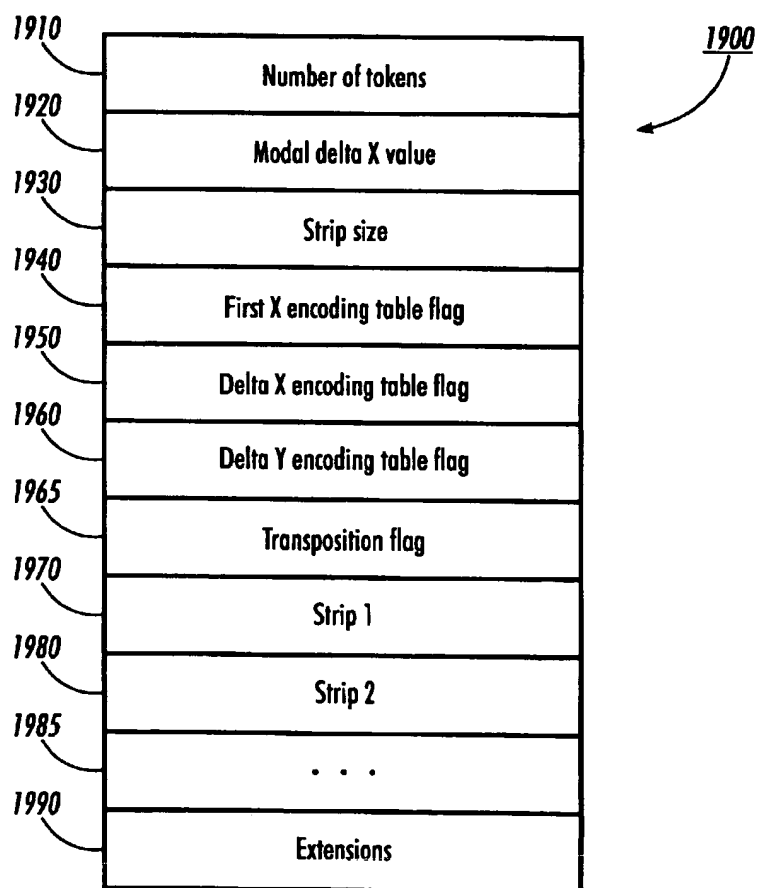 1900
1910
Number of tokens
1920
Modal delta X value
1930
Strip size
1940
First X encoding table flag
1950
Delta X encoding table flag
1960
Delta Y encoding table flag
1965
Transposition flag
1970
Strip 1
1980
Strip 2
1985
. . .
1990
Extensions